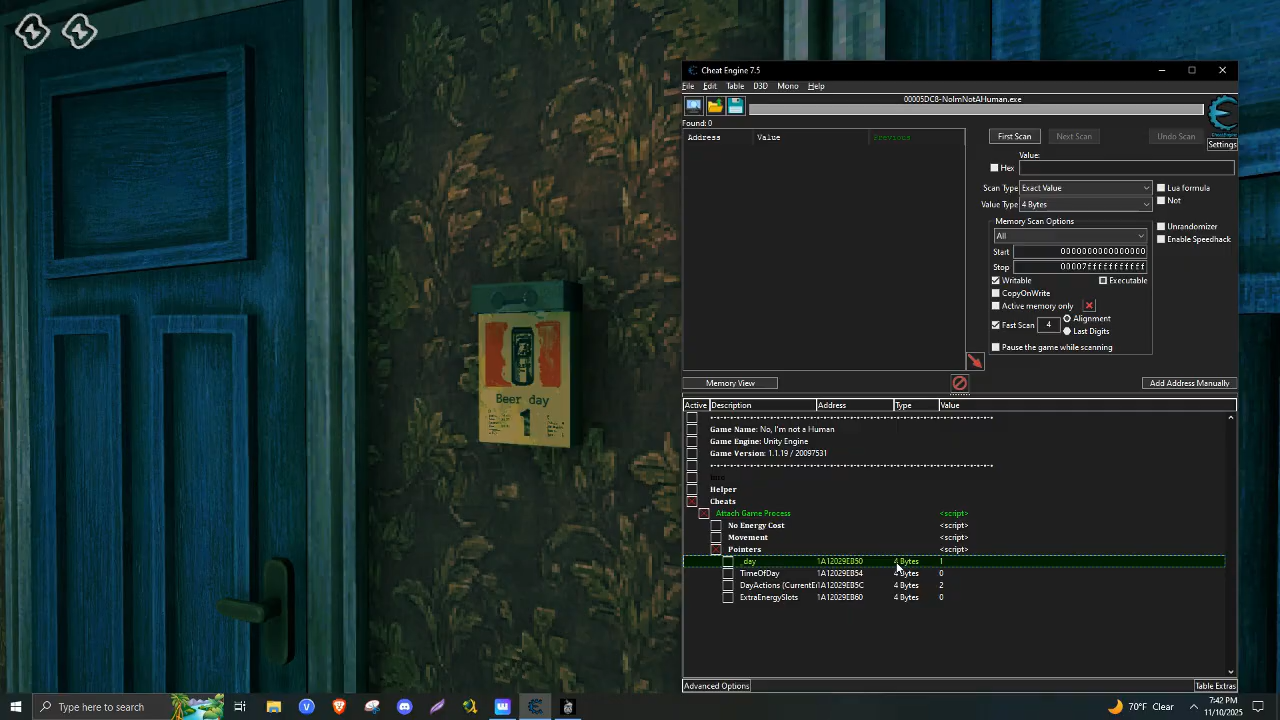 Cheat Engine 7.5
File Edit Table D3D Mono Help
00005DC8-NoImNotAHuman.exe
Found: 0
Address Value Previous
First Scan Next Scan Undo Scan
Settings
Value:
Hex
Scan Type Exact Value
Lua formula
Value Type 4 Bytes
Not
Memory Scan Options
All
Unrandomizer
Enable Speedhack
Start 0000000000000000
Stop 00007fffffffffff
Writable Executable
CopyOnWrite
Active memory only
Fast Scan 4 Alignment
Last Digits
Pause the game while scanning
Memory View Add Address Manually
Active Description Address Type Value
Game Name: No, I'm not a Human
Game Engine: Unity Engine
Game Version: 1.1.19 / 20097531
Helper
Cheats
Attach Game Process <script>
No Energy Cost <script>
Movement <script>
Pointers <script>
_day 1A12029EB50 4 Bytes 1
TimeOfDay 1A12029EB54 4 Bytes 0
DayActions (CurrentE 1A12029EB5C 4 Bytes 2
ExtraEnergySlots 1A12029EB60 4 Bytes 0
Advanced Options Table Extras
Beer day
1
Type here to search
70°F Clear
7:42 PM
11/10/2025